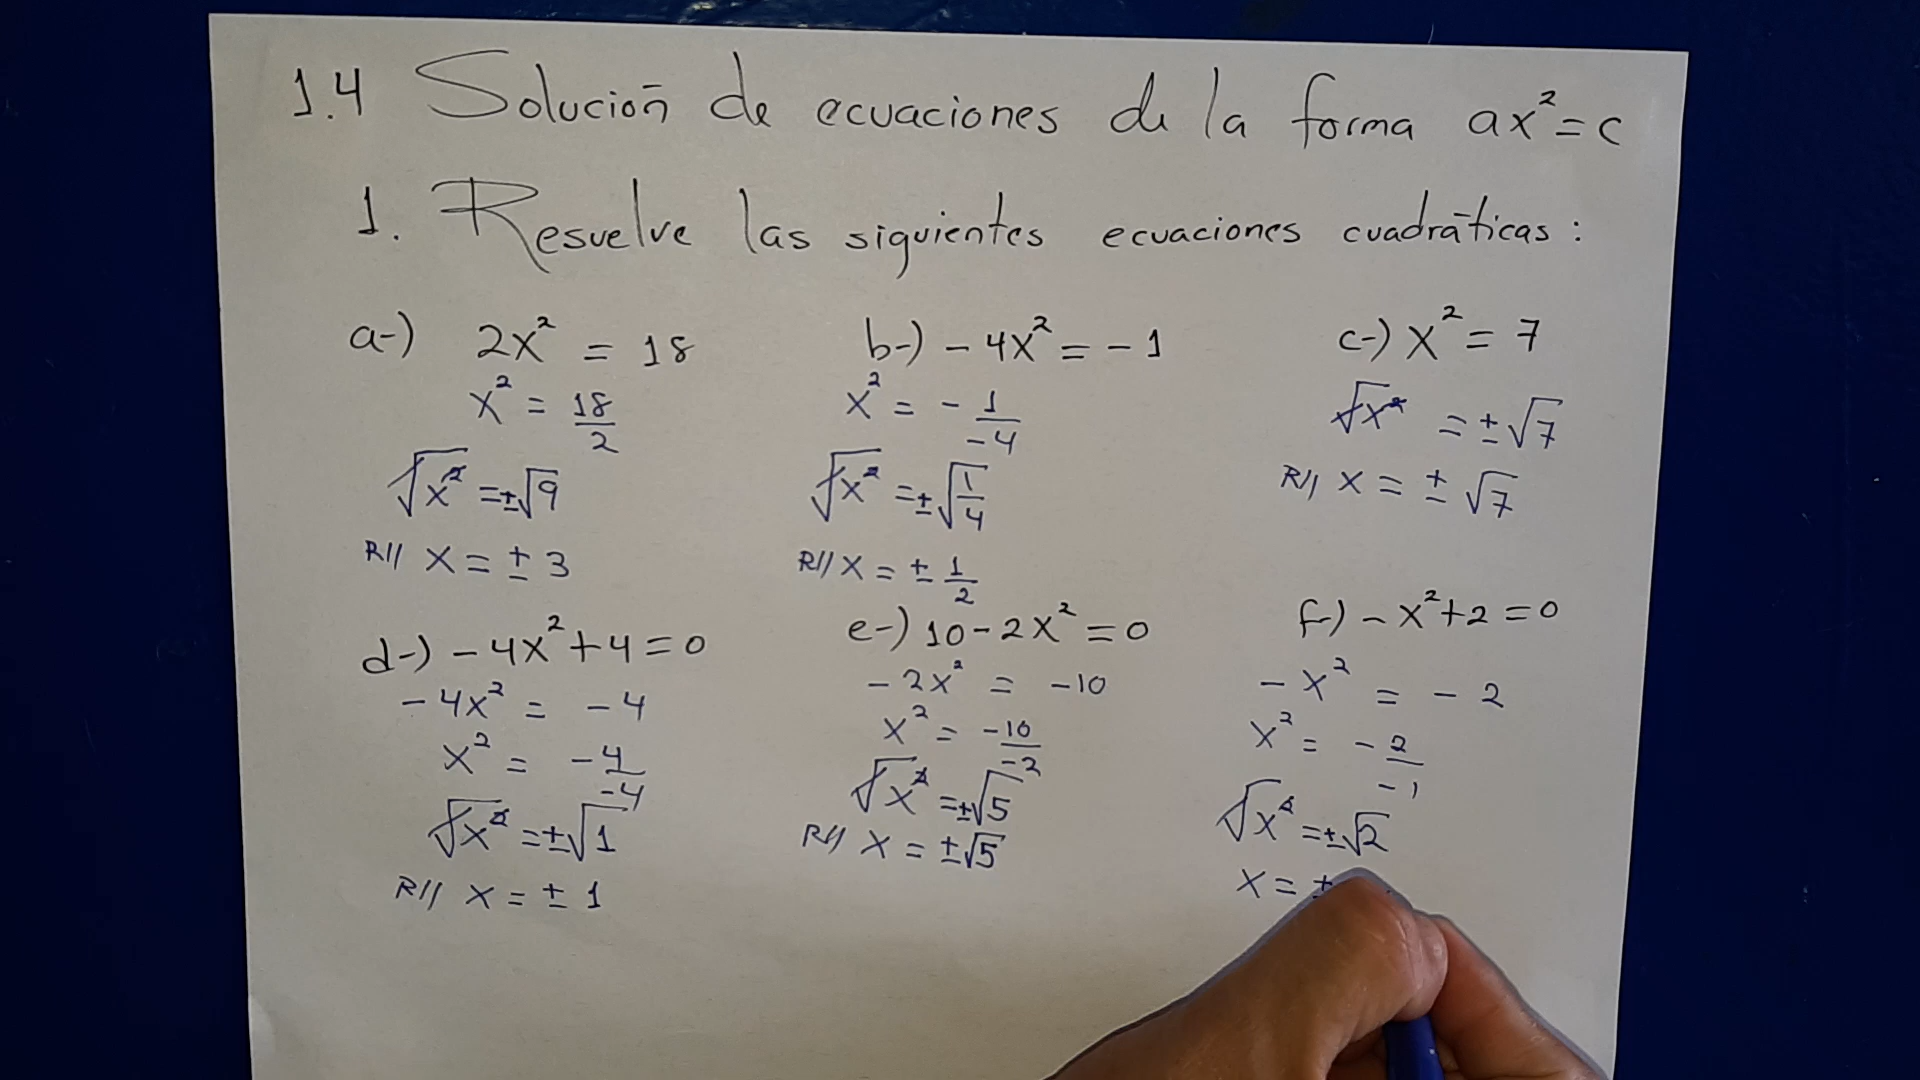 1.4 Solución de ecuaciones de la forma ax² = c
1. Resuelve las siguientes ecuaciones cuadráticas:
a-) 2x² = 18
x² = 18/2
√x² = ±√9
R// x = ± 3
b-) - 4x² = - 1
x² = - 1/-4
√x² = ±√1/4
R// x = ± 1/2
c-) x² = 7
√x² = ±√7
R// x = ± √7
d-) - 4x² + 4 = 0
- 4x² = - 4
x² = - 4/-4
√x² = ±√1
R// x = ± 1
e-) 10 - 2x² = 0
- 2x² = -10
x² = -10/-2
√x² = ±√5
R// x = ±√5
f-) - x² + 2 = 0
- x² = - 2
x² = - 2/-1
√x² = ±√2
x = ±